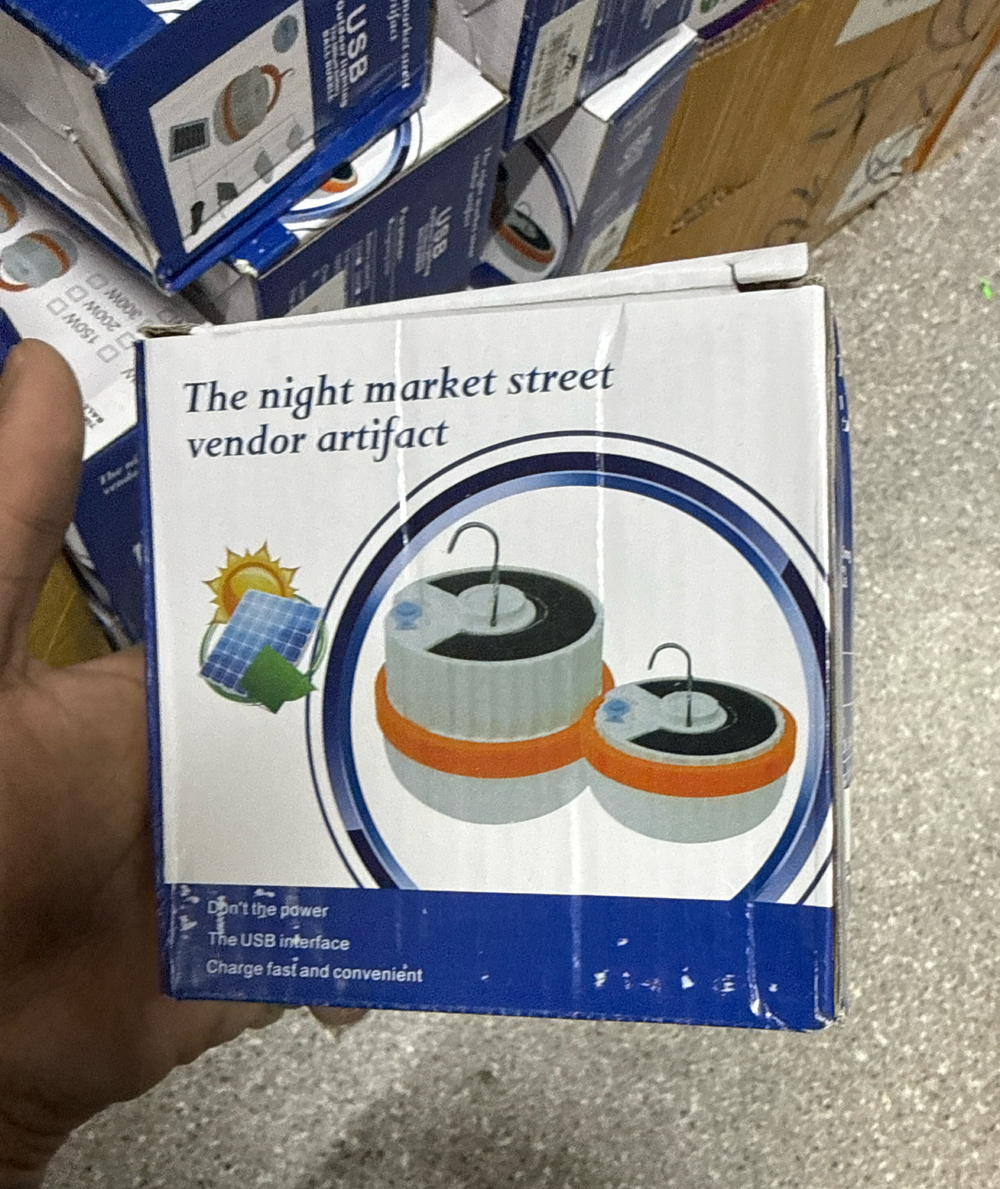 USB
USB
300W
200W
150W
The night market street
vendor artifact
Don't the power
The USB interface
Charge fast and convenient